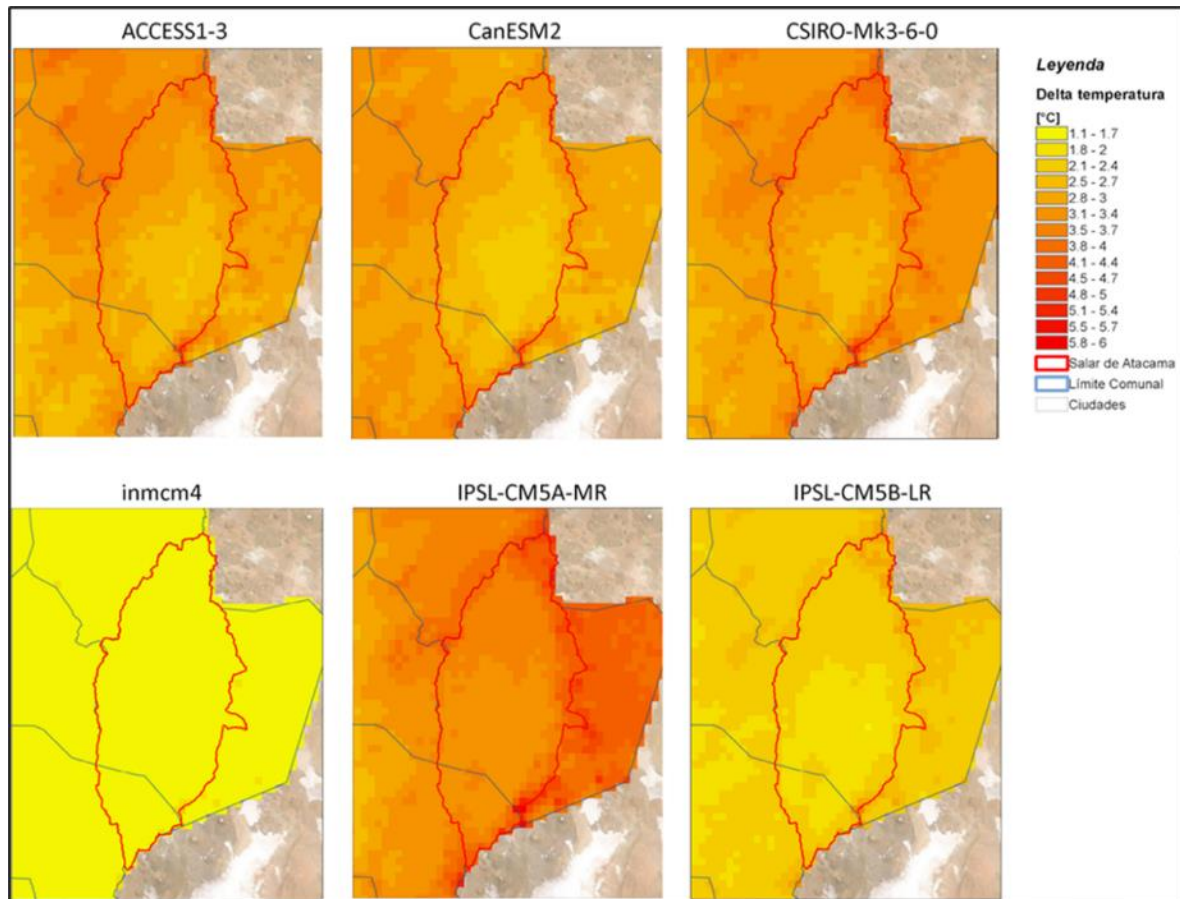 ACCESS1-3
CanESM2
CSIRO-Mk3-6-0
Leyenda
Delta temperatura
[°C]
1.1 - 1.7
1.8 - 2
2.1 - 2.4
2.5 - 2.7
2.8 - 3
3.1 - 3.4
3.5 - 3.7
3.8 - 4
4.1 - 4.4
4.5 - 4.7
4.8 - 5
5.1 - 5.4
5.5 - 5.7
5.8 - 6
Salar de Atacama
Límite Comunal
Ciudades
inmcm4
IPSL-CM5A-MR
IPSL-CM5B-LR